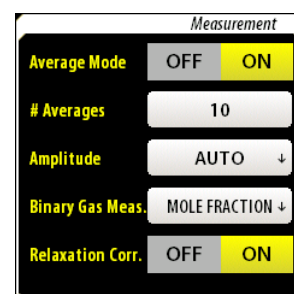 Measurement
Average Mode OFF ON
# Averages 10
Amplitude AUTO ↓
Binary Gas Meas. MOLE FRACTION ↓
Relaxation Corr. OFF ON